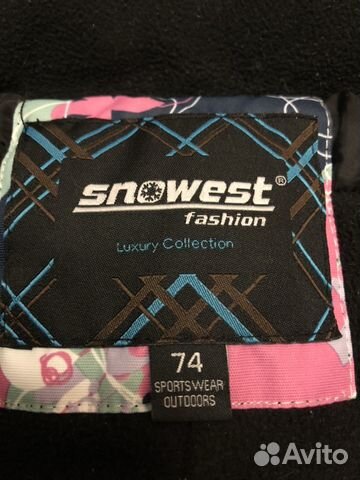 snowest®
fashion
Luxury Collection
74
SPORTSWEAR
OUTDOORS
Avito